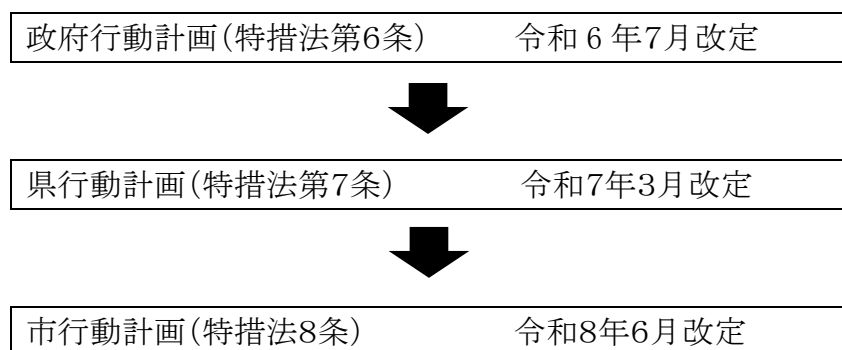 政府行動計画(特措法第6条) 令和６年7月改定
県行動計画(特措法第7条) 令和7年3月改定
市行動計画(特措法8条) 令和8年6月改定